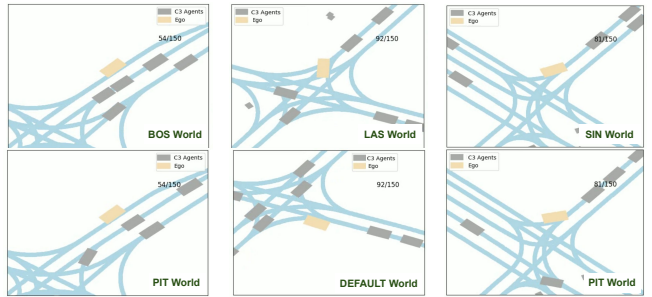 C3 Agents
Ego
54/150
BOS World
C3 Agents
Ego
92/150
LAS World
C3 Agents
Ego
81/150
SIN World
C3 Agents
Ego
54/150
PIT World
C3 Agents
Ego
92/150
DEFAULT World
C3 Agents
Ego
81/150
PIT World